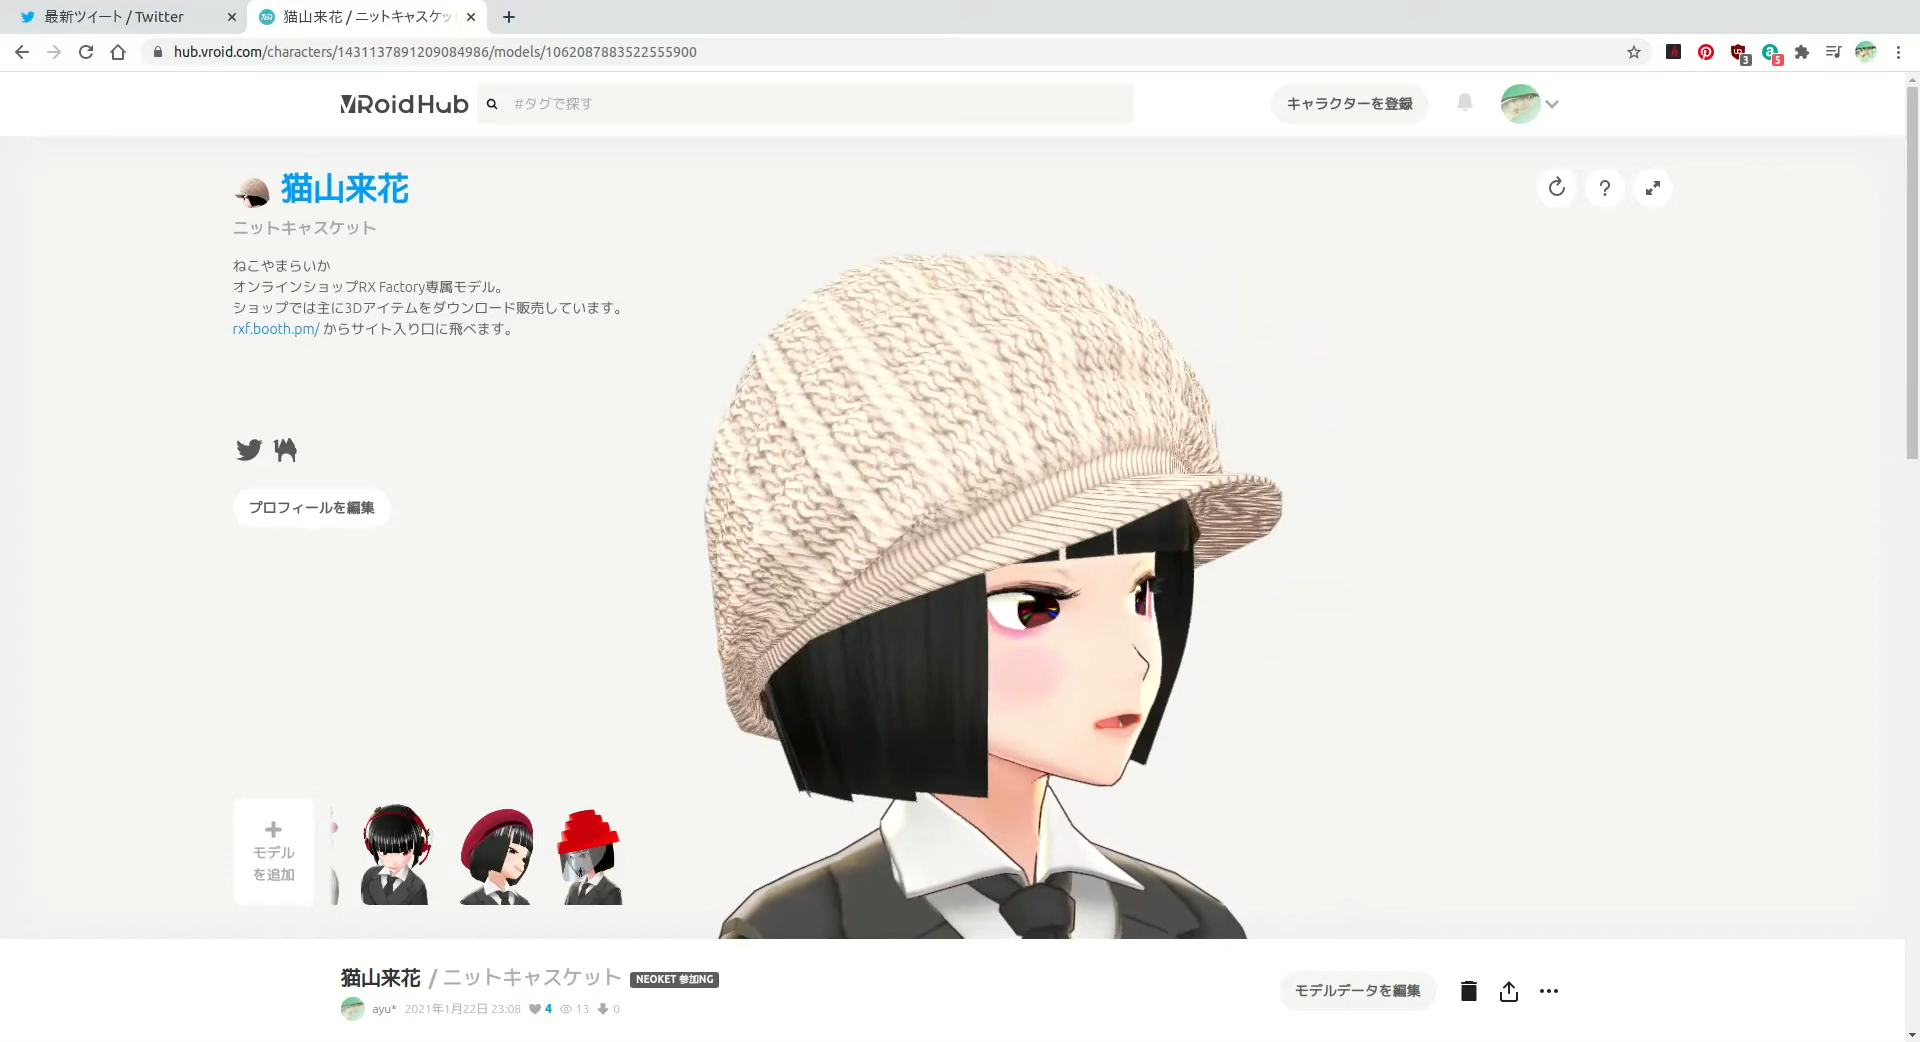 最新ツイート / Twitter
猫山来花 / ニットキャスケッ
hub.vroid.com/characters/1431137891209084986/models/1062087883522555900
3
5
VRoidHub
#タグで探す
キャラクターを登録
猫山来花
?
ニットキャスケット
ねこやまらいか
オンラインショップRX Factory専属モデル。
ショップでは主に3Dアイテムをダウンロード販売しています。
rxf.booth.pm/ からサイト入り口に飛べます。
プロフィールを編集
モデル
を追加
猫山来花 / ニットキャスケット NEOKET 参加NG
モデルデータを編集
ayu* 2021年1月22日 23:08 4 13 0